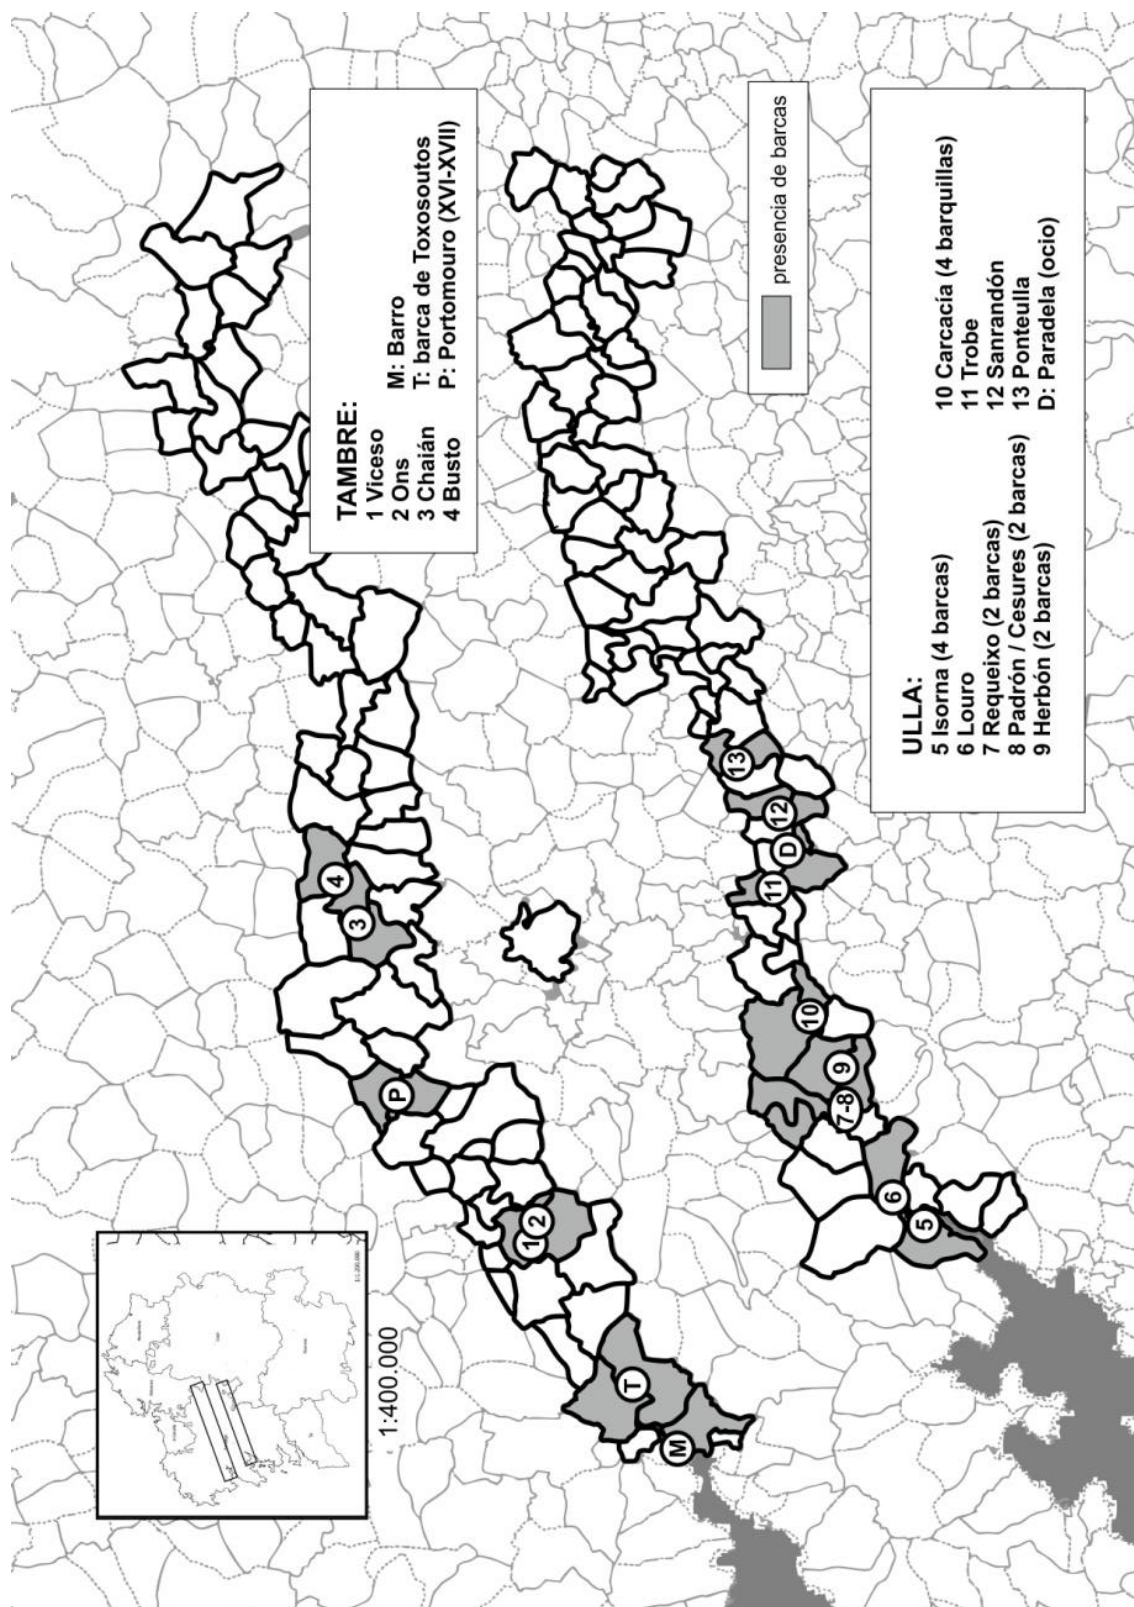 TAMBRE:
1 Viceso
2 Ons
3 Chaián
4 Busto
M: Barro
T: barca de Toxosoutos
P: Portomouro (XVI-XVII)
presencia de barcas
ULLA:
5 Isorna (4 barcas)
6 Louro
7 Requeixo (2 barcas)
8 Padrón / Cesures (2 barcas)
9 Herbón (2 barcas)
10 Carcacía (4 barquillas)
11 Trobe
12 Sanrandón
13 Ponteulla
D: Paradela (ocio)
1:400.000
M
T
1
2
P
3
4
5
6
7-8
9
10
11
D
12
13